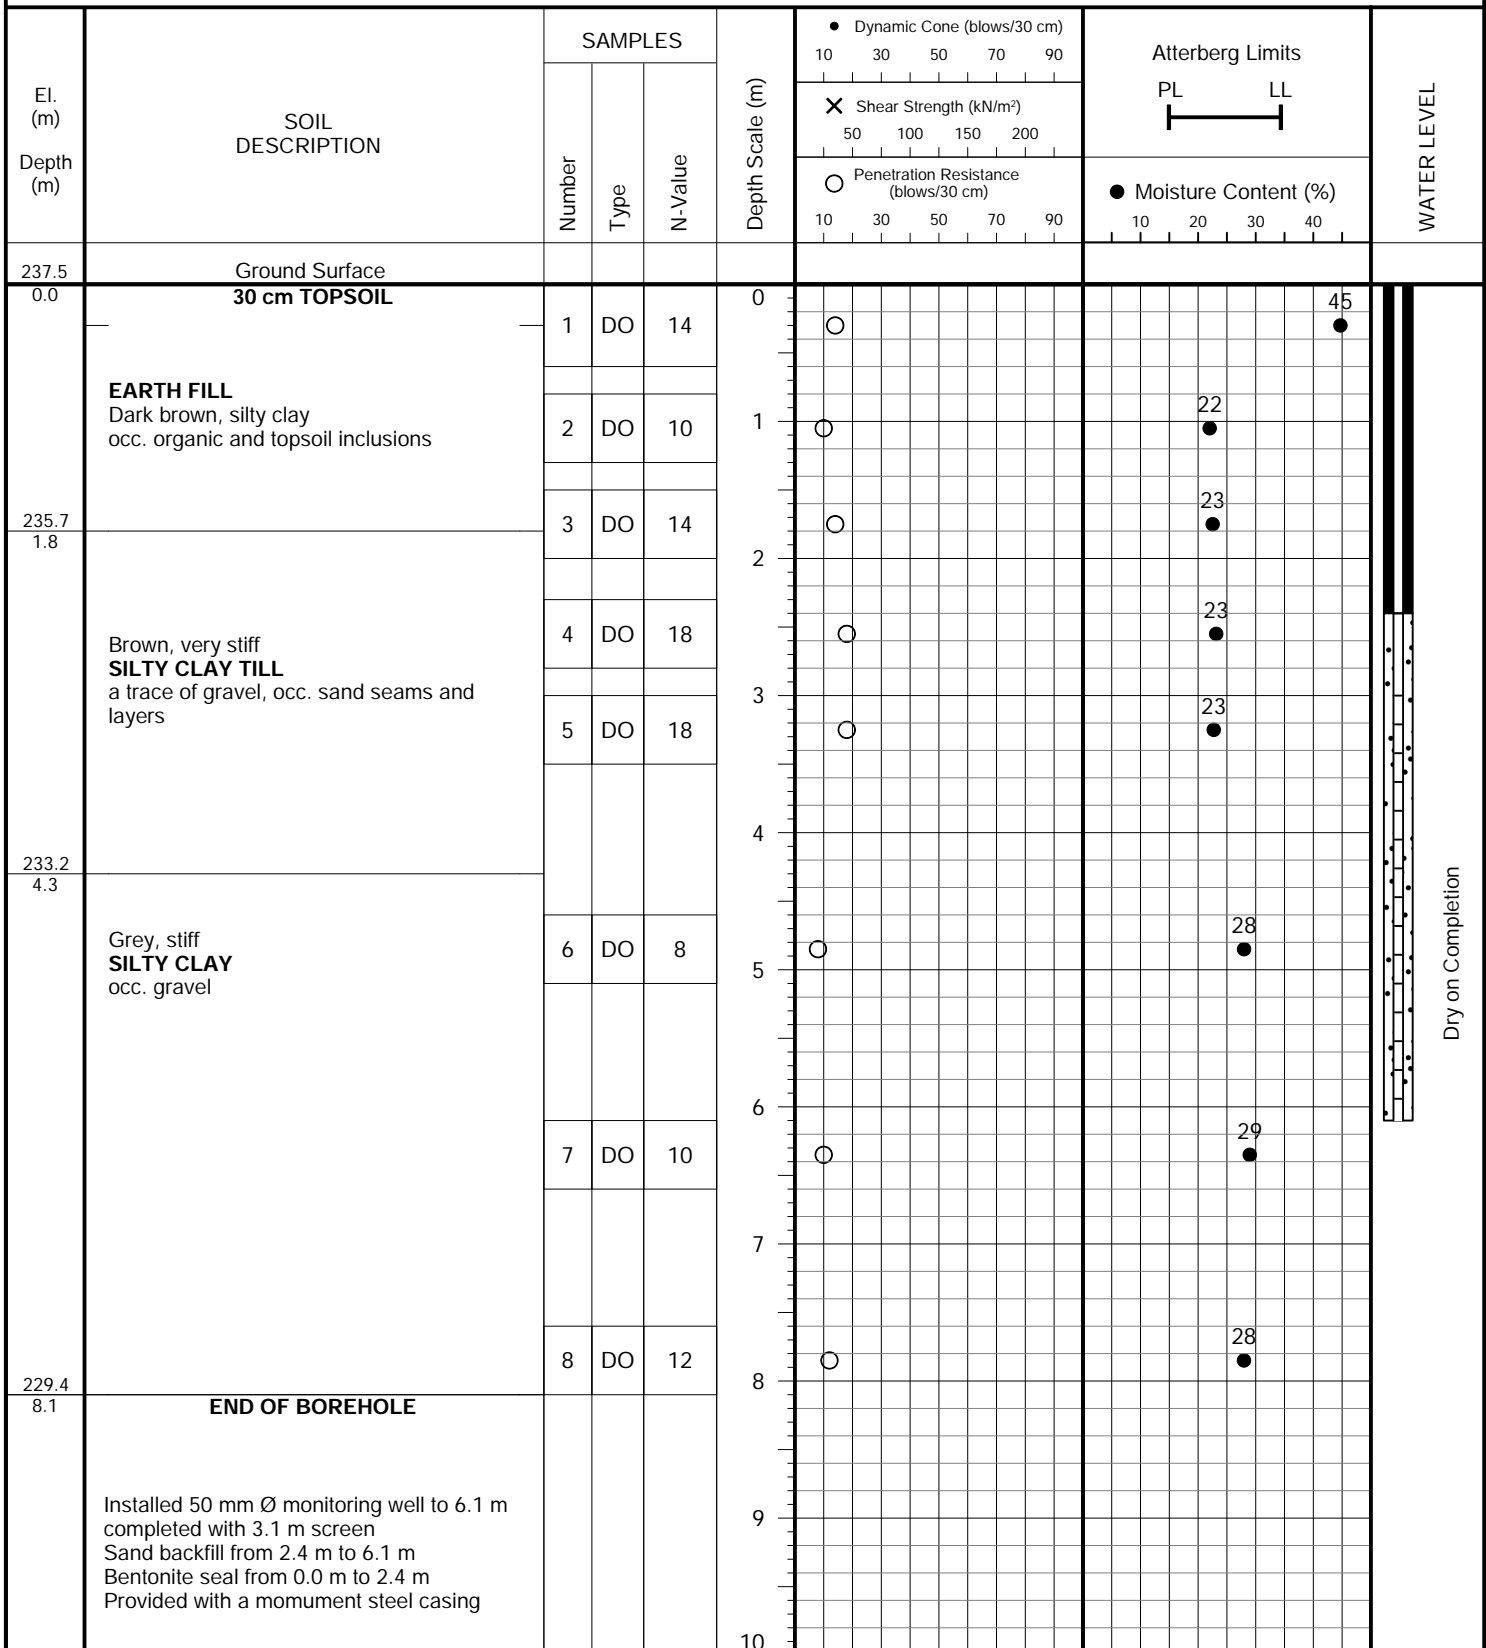 El.
(m)
Depth
(m)
SOIL
DESCRIPTION
SAMPLES
Number
Type
N-Value
Depth Scale (m)
● Dynamic Cone (blows/30 cm)
10 30 50 70 90
✕ Shear Strength (kN/m²)
50 100 150 200
○ Penetration Resistance
(blows/30 cm)
10 30 50 70 90
Atterberg Limits
PL LL
● Moisture Content (%)
10 20 30 40
WATER LEVEL
237.5 Ground Surface
0.0 30 cm TOPSOIL 0
45
1 DO 14
EARTH FILL
Dark brown, silty clay
occ. organic and topsoil inclusions
22
1
2 DO 10
23
235.7 3 DO 14
1.8
2
23
4 DO 18
Brown, very stiff
SILTY CLAY TILL
a trace of gravel, occ. sand seams and
layers
3
23
5 DO 18
4
233.2
4.3
Grey, stiff
SILTY CLAY
occ. gravel
28
6 DO 8
5
Dry on Completion
6
29
7 DO 10
7
28
8 DO 12
8
229.4
8.1 END OF BOREHOLE
Installed 50 mm Ø monitoring well to 6.1 m
completed with 3.1 m screen
Sand backfill from 2.4 m to 6.1 m
Bentonite seal from 0.0 m to 2.4 m
Provided with a momument steel casing
9
10